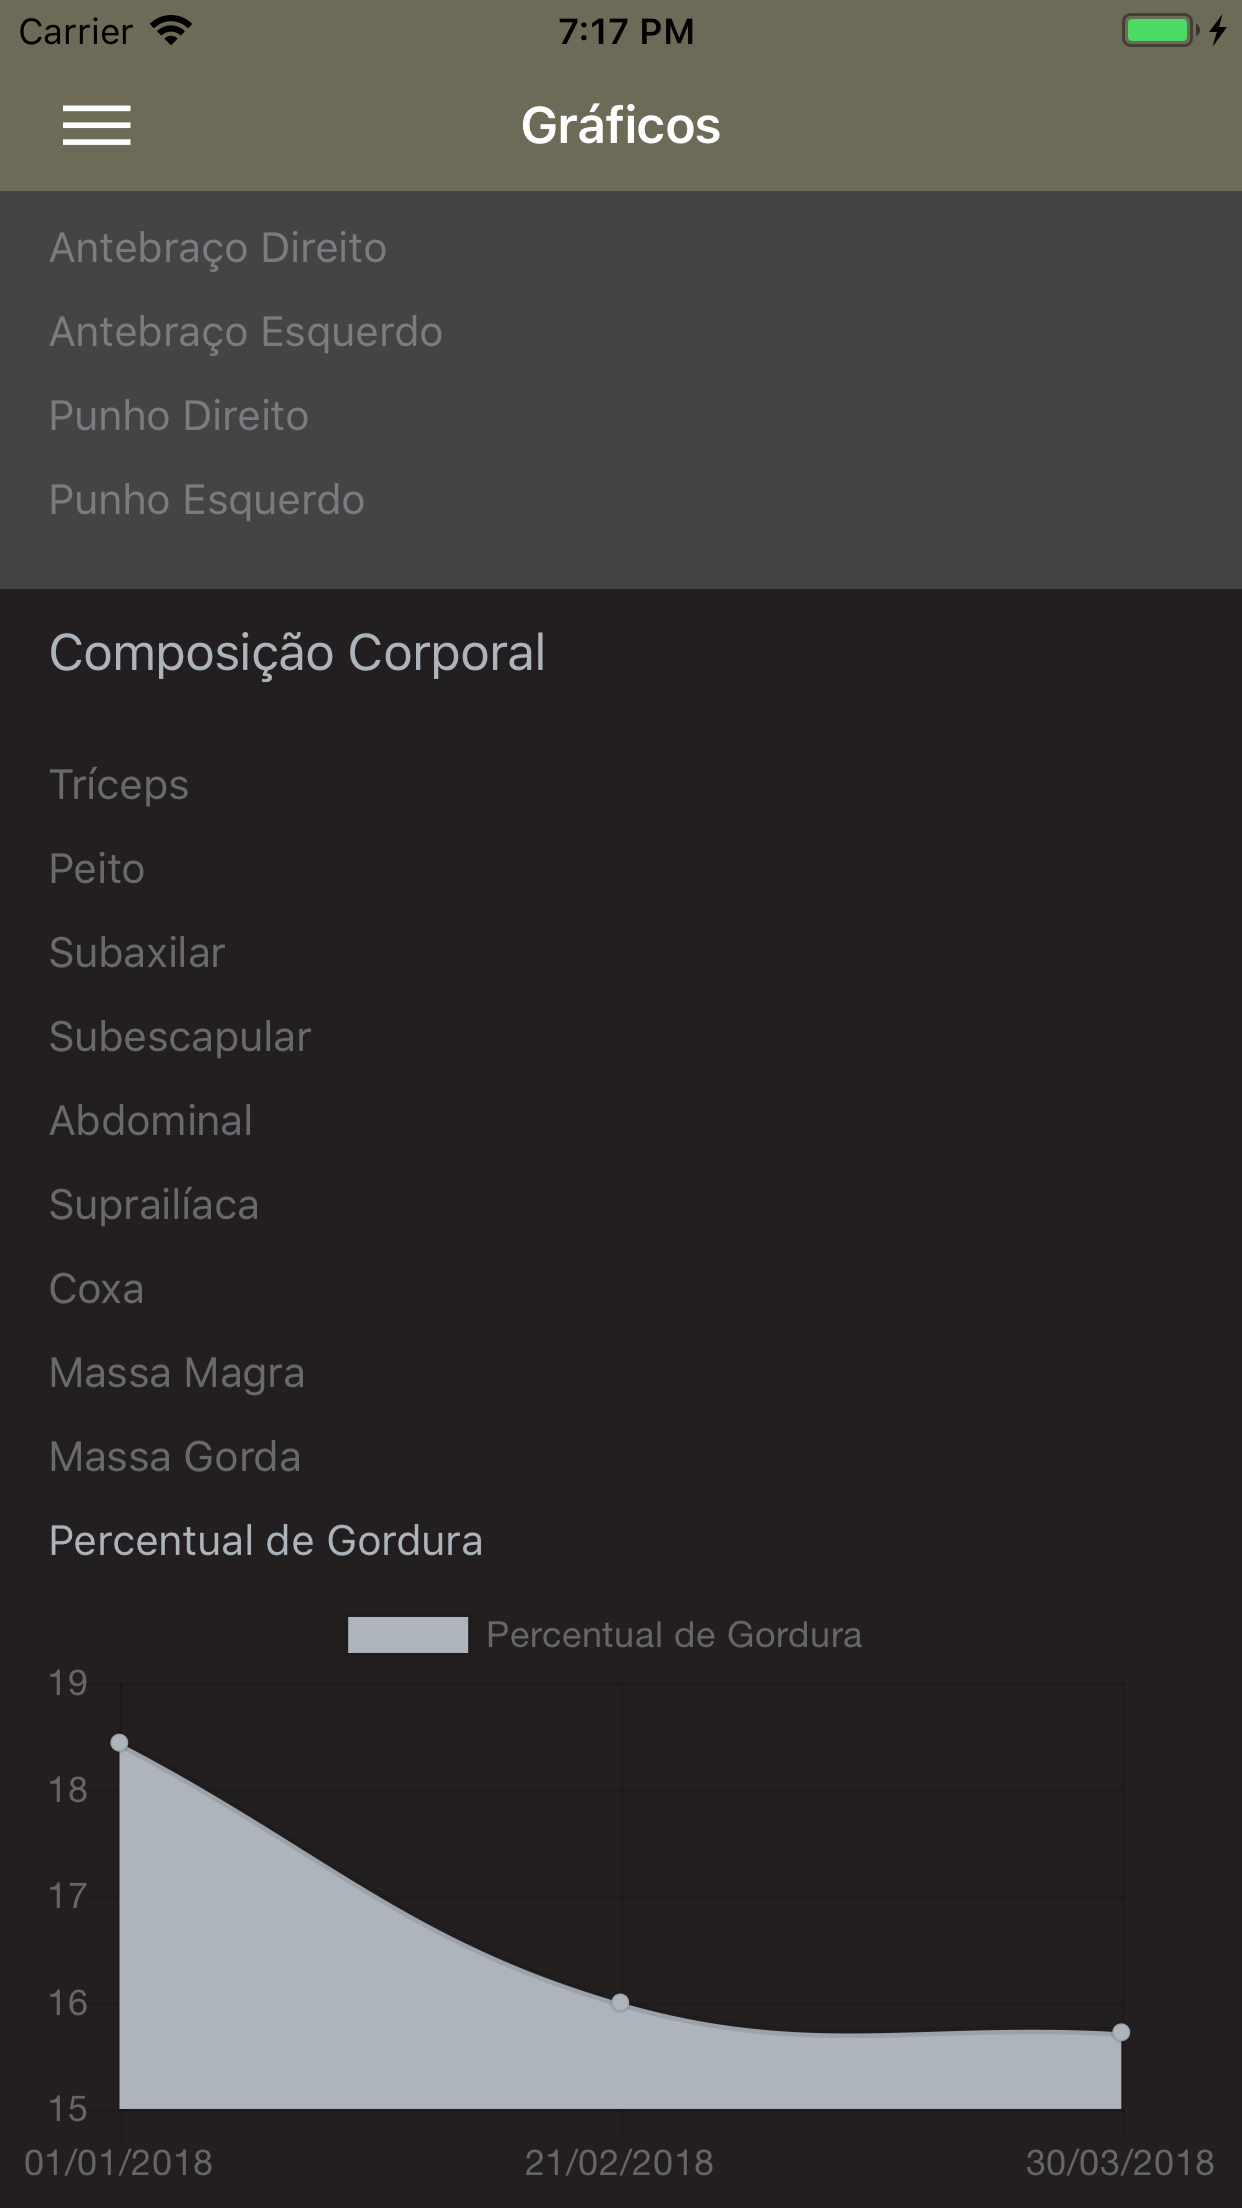 Carrier 7:17 PM
Gráficos
Antebraço Direito
Antebraço Esquerdo
Punho Direito
Punho Esquerdo
Composição Corporal
Tríceps
Peito
Subaxilar
Subescapular
Abdominal
Suprailíaca
Coxa
Massa Magra
Massa Gorda
Percentual de Gordura
Percentual de Gordura
19
18
17
16
15
01/01/2018 21/02/2018 30/03/2018